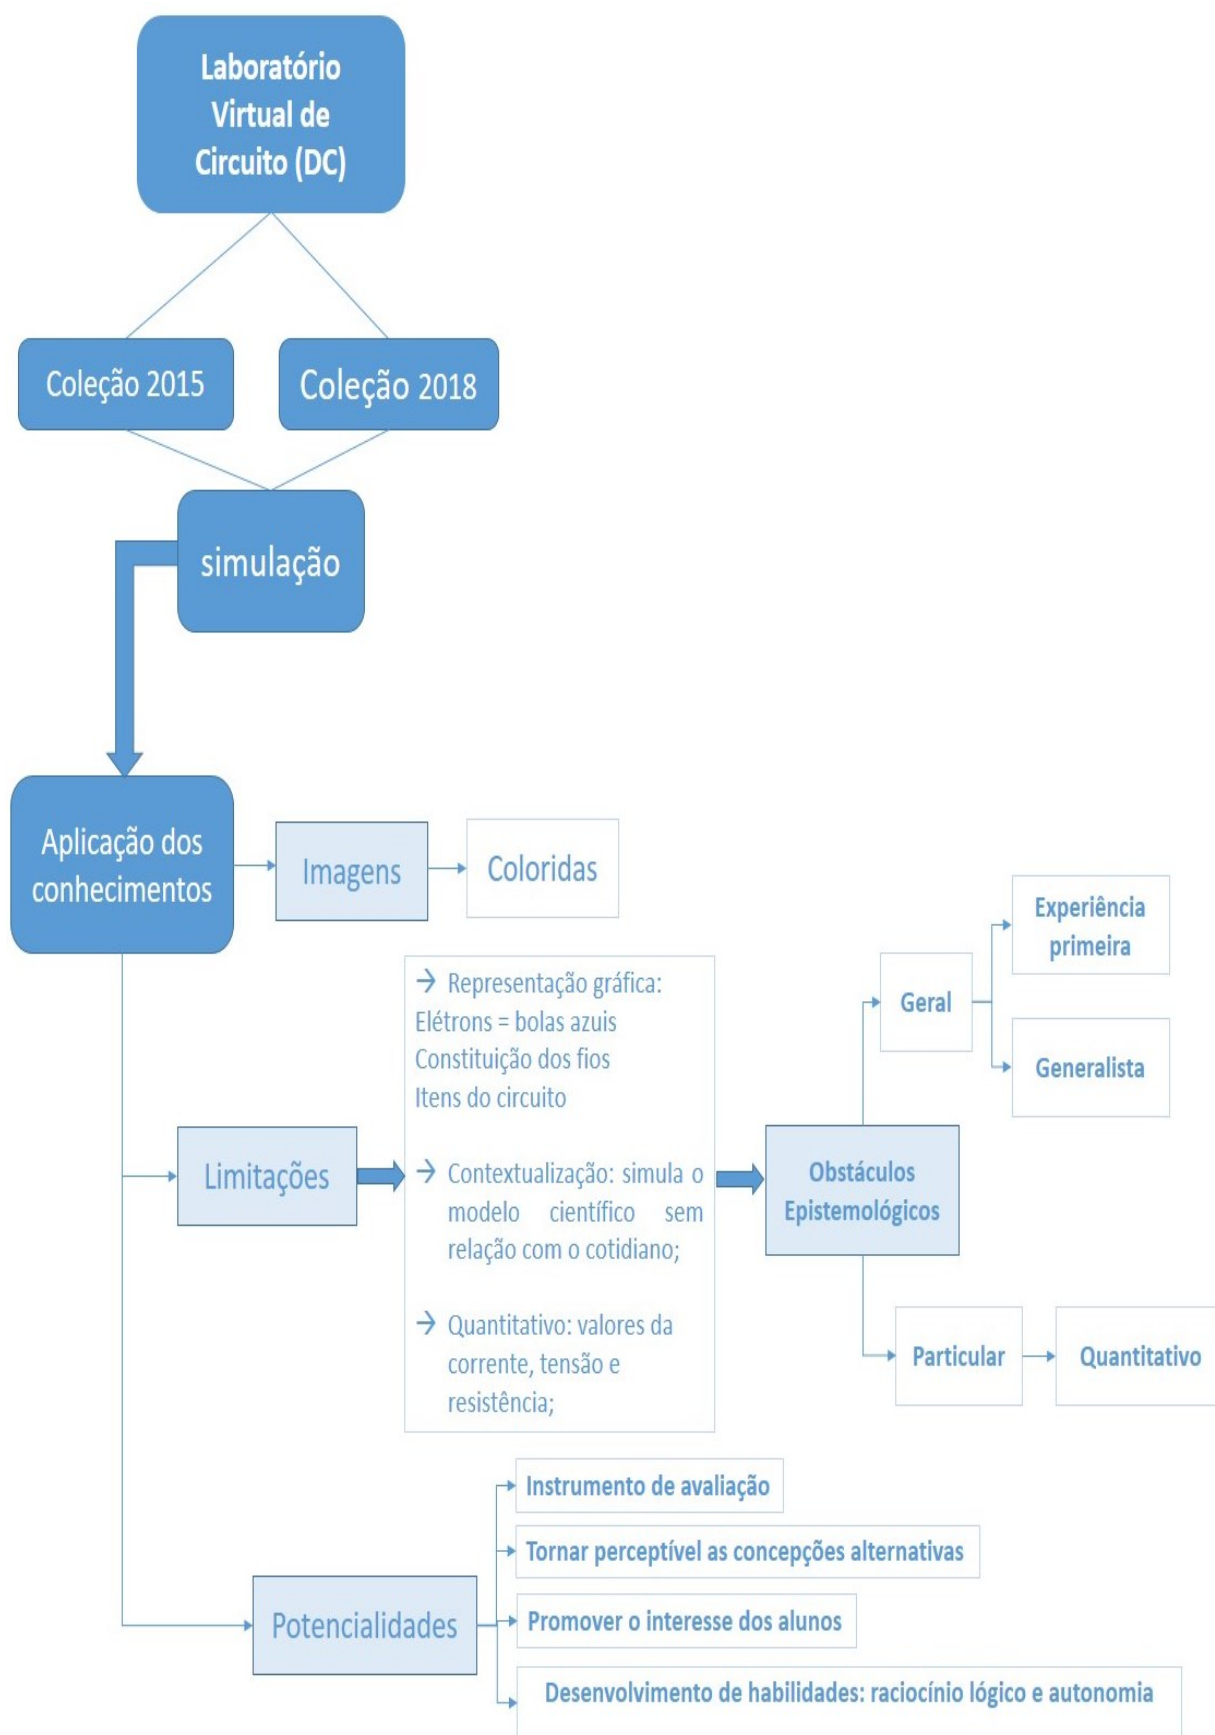 Laboratório
Virtual de
Circuito (DC)
Coleção 2015
Coleção 2018
simulação
Aplicação dos
conhecimentos
Imagens
Coloridas
→ Representação gráfica:
Elétrons = bolas azuis
Constituição dos fios
Itens do circuito
→ Contextualização: simula o
modelo científico sem
relação com o cotidiano;
→ Quantitativo: valores da
corrente, tensão e
resistência;
Limitações
Obstáculos
Epistemológicos
Geral
Experiência
primeira
Generalista
Particular
Quantitativo
Potencialidades
Instrumento de avaliação
Tornar perceptível as concepções alternativas
Promover o interesse dos alunos
Desenvolvimento de habilidades: raciocínio lógico e autonomia